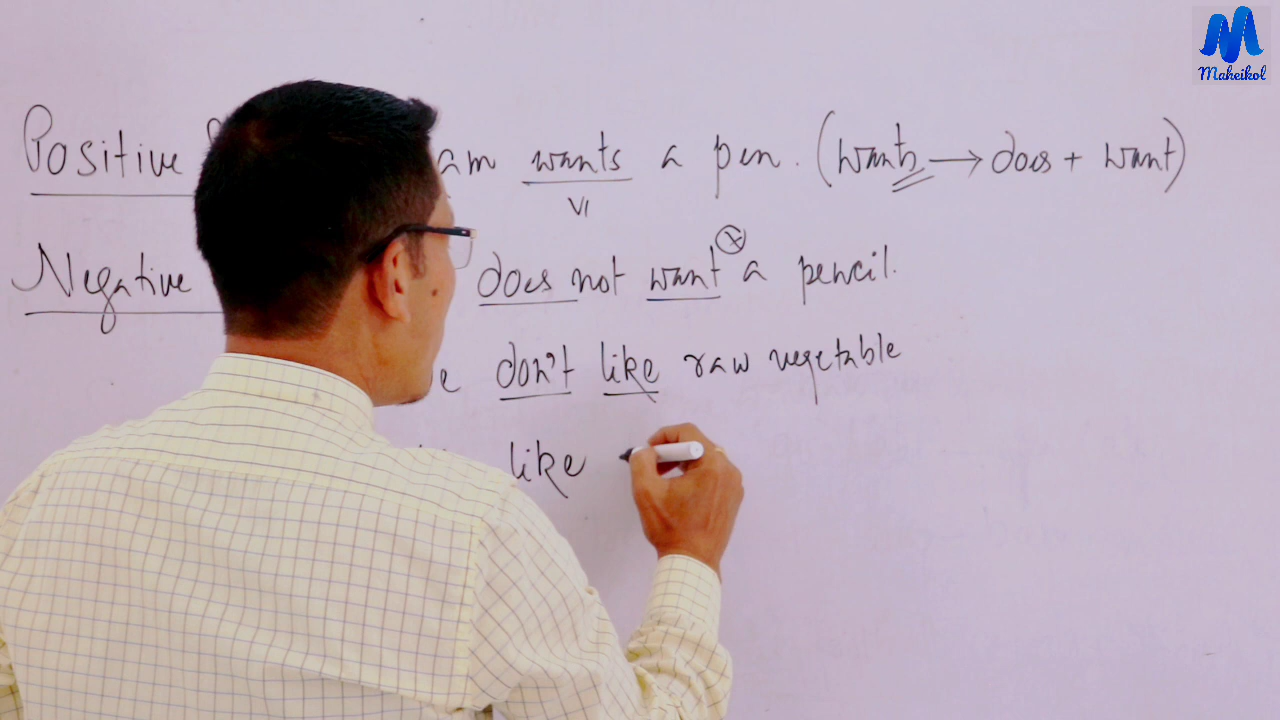 Positive am wants a pen. (wants → does + want)
V1
Negative does not want ⊗ a pencil.
don't like raw vegetable
like
Maheikol